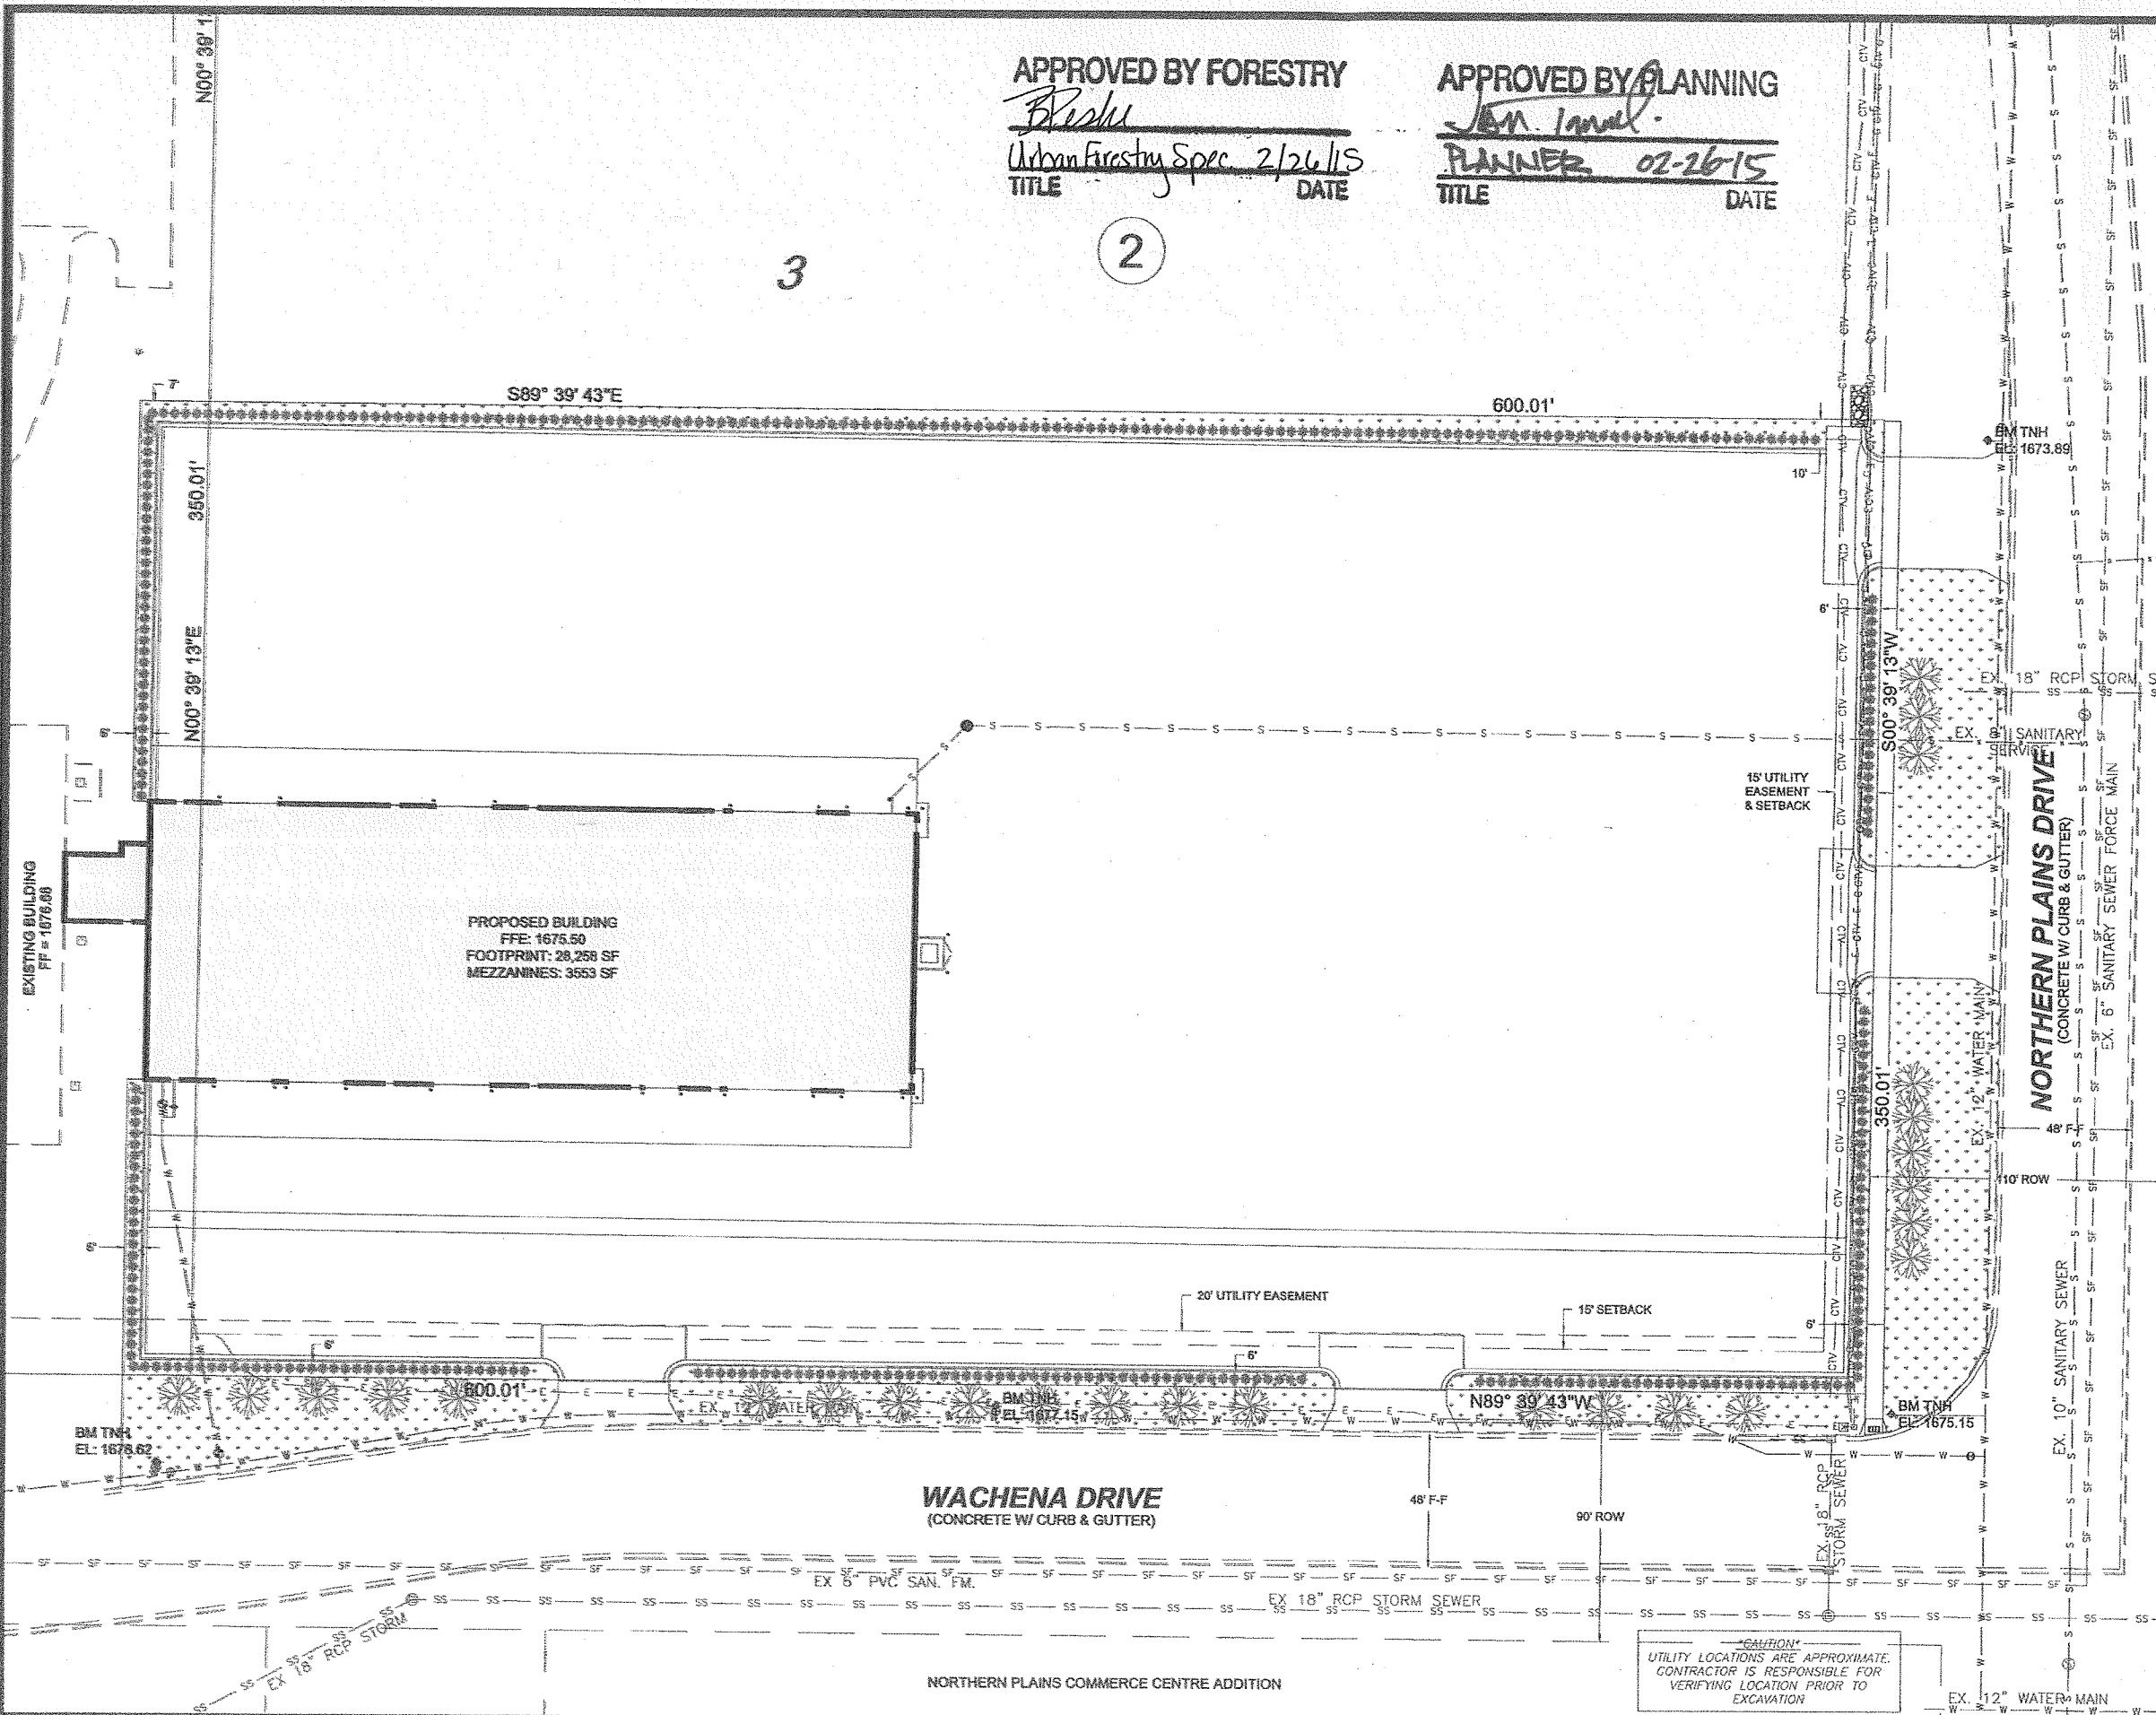 N00° 39' 1
APPROVED BY FORESTRY
Urban Forestry Spec 2/26/15
TITLE DATE
APPROVED BY PLANNING
PLANNER 02-26-15
TITLE DATE
2
3
7'
S89° 39' 43"E
600.01'
BM TNH
EL: 1673.89
10'
350.01'
N00° 39' 13"E
6'
6'
S00° 39' 13"W
EX. 18" RCP STORM S
EX. 8" SANITARY
SERVICE
15' UTILITY
EASEMENT
& SETBACK
NORTHERN PLAINS DRIVE
(CONCRETE W/ CURB & GUTTER)
EX. 6" SANITARY SEWER FORCE MAIN
EXISTING BUILDING
FF = 1676.68
PROPOSED BUILDING
FFE: 1675.50
FOOTPRINT: 28,258 SF
MEZZANINES: 3553 SF
EX. 12" WATER MAIN
350.01'
48' F-F
110' ROW
6'
EX. 10" SANITARY SEWER
20' UTILITY EASEMENT
15' SETBACK
6'
6'
6'
600.01'
EX. 12" WATER MAIN
BM TNH
EL: 1677.15
N89° 39' 43"W
BM TNH
EL: 1675.15
BM TNH
EL: 1678.62
WACHENA DRIVE
(CONCRETE W/ CURB & GUTTER)
48' F-F
90' ROW
EX. 18" RCP
STORM SEWER
EX 6" PVC SAN. FM.
EX 18" RCP STORM SEWER
EX 18" RCP STORM
NORTHERN PLAINS COMMERCE CENTRE ADDITION
*CAUTION*
UTILITY LOCATIONS ARE APPROXIMATE.
CONTRACTOR IS RESPONSIBLE FOR
VERIFYING LOCATION PRIOR TO
EXCAVATION
EX. 12" WATER MAIN